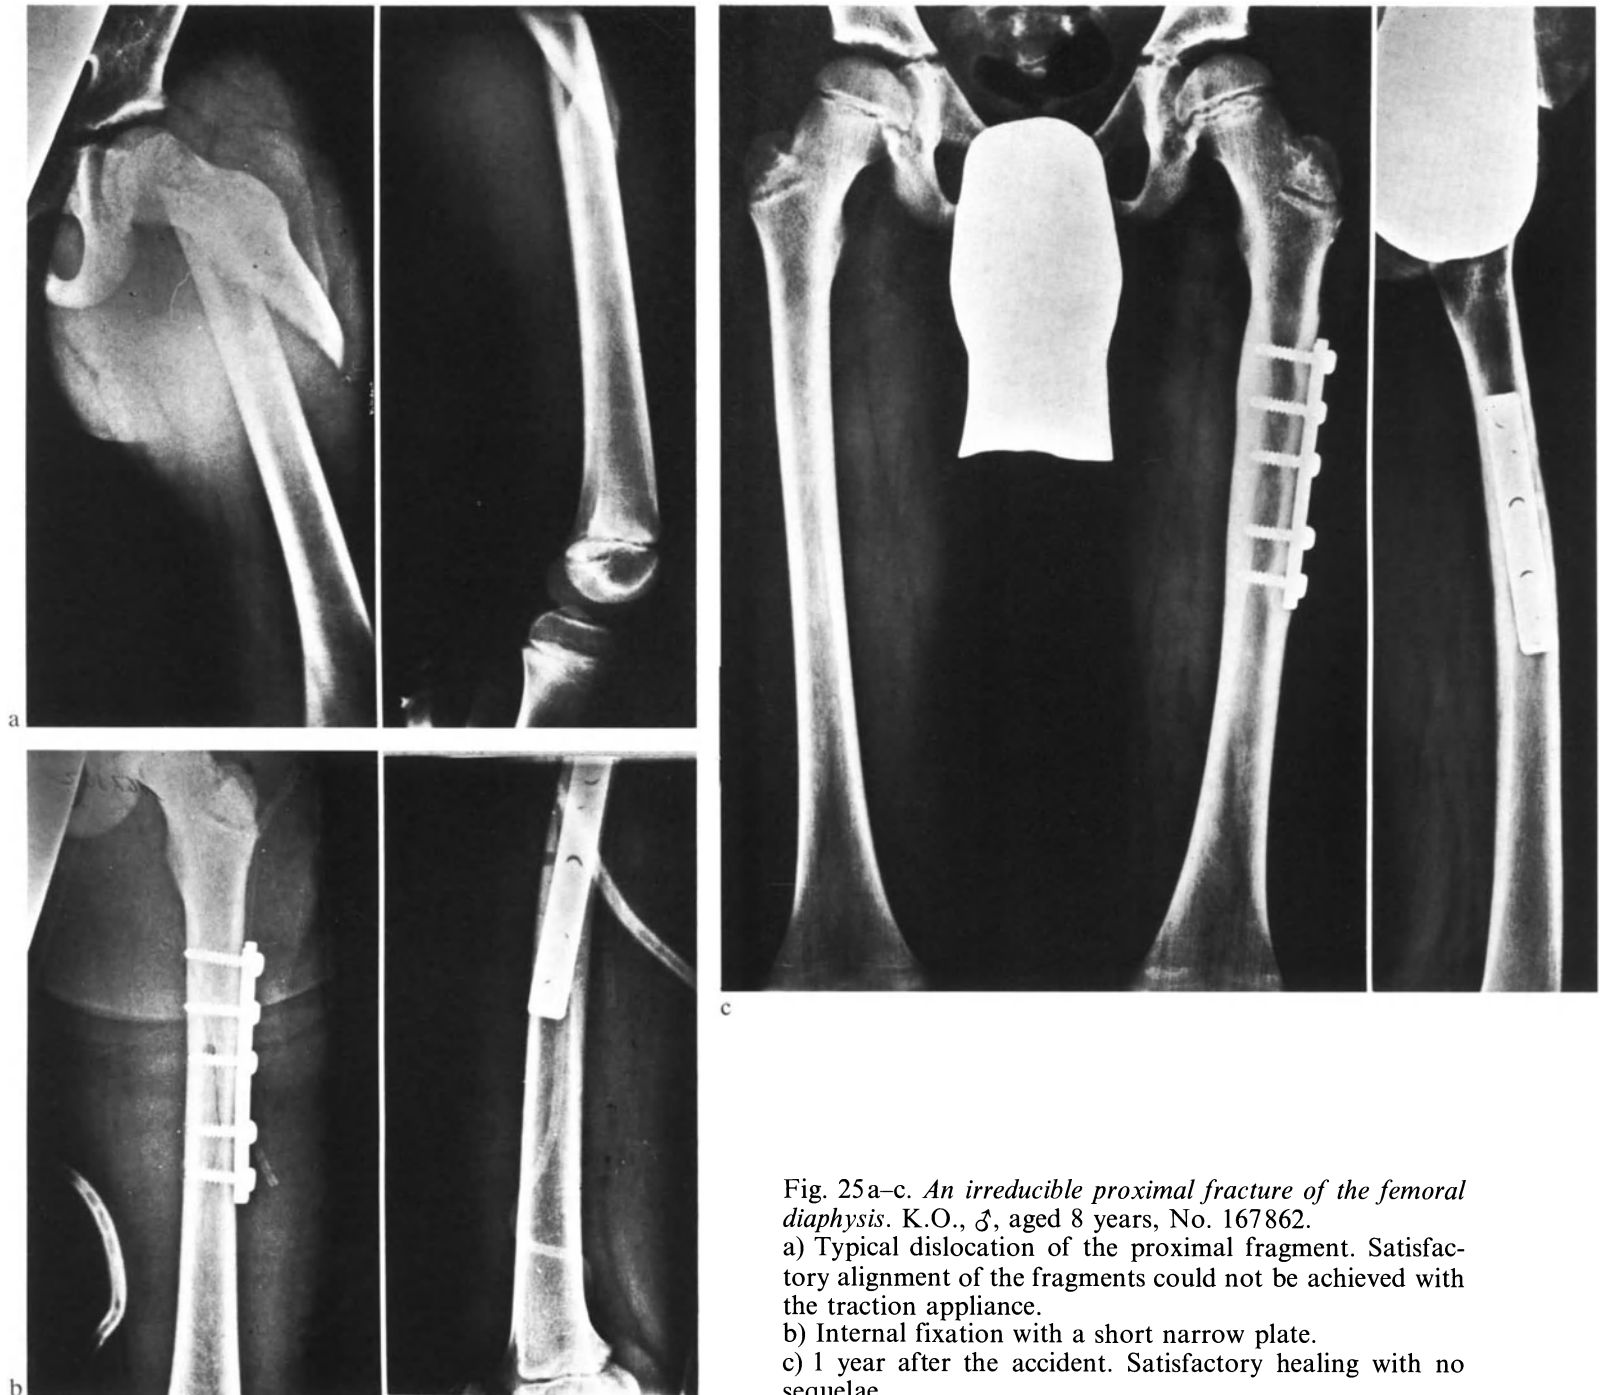 a
b
c
Fig. 25a–c. An irreducible proximal fracture of the femoral
diaphysis. K.O., ♂, aged 8 years, No. 167862.
a) Typical dislocation of the proximal fragment. Satisfac-
tory alignment of the fragments could not be achieved with
the traction appliance.
b) Internal fixation with a short narrow plate.
c) 1 year after the accident. Satisfactory healing with no
sequelae